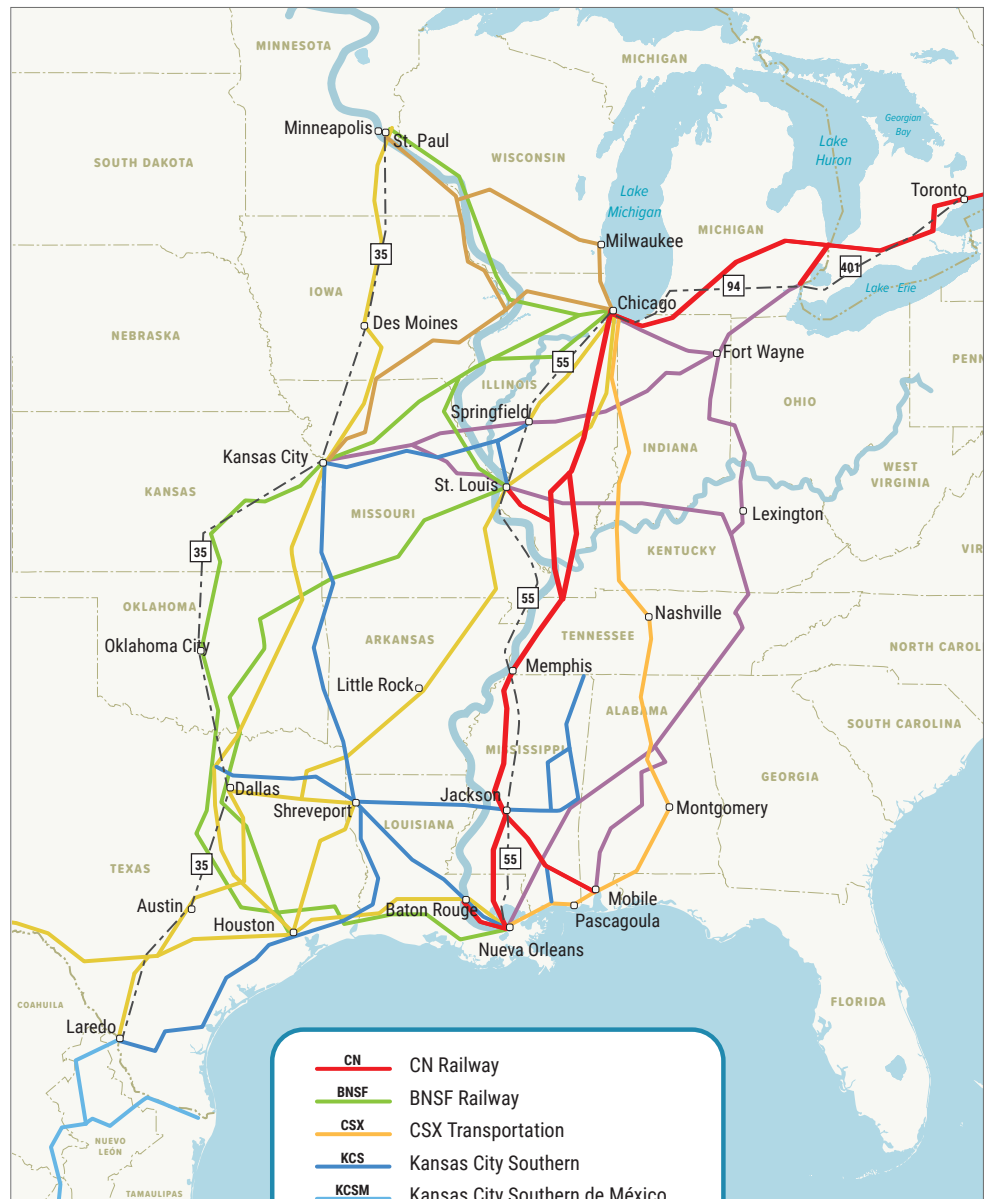 MINNESOTA
MICHIGAN
Georgian
Bay
Minneapolis
St. Paul
Lake
Huron
SOUTH DAKOTA
WISCONSIN
Lake
Michigan
Toronto
MICHIGAN
Milwaukee
35
401
IOWA
94
Lake Erie
Chicago
Des Moines
NEBRASKA
Fort Wayne
PENN
55
ILLINOIS
OHIO
Springfield
INDIANA
Kansas City
WEST
VIRGINIA
KANSAS
St. Louis
MISSOURI
Lexington
35
KENTUCKY
VIR
55
OKLAHOMA
Nashville
TENNESSEE
ARKANSAS
Oklahoma City
NORTH CAROL
Memphis
Little Rock
ALABAMA
SOUTH CAROLINA
MISSISSIPPI
GEORGIA
Dallas
Jackson
Shreveport
Montgomery
LOUISIANA
TEXAS
35
55
Austin
Baton Rouge
Mobile
Houston
Pascagoula
Nueva Orleans
COAHUILA
FLORIDA
Laredo
CN
CN Railway
BNSF
BNSF Railway
CSX
CSX Transportation
NUEVO
LEÓN
KCS
Kansas City Southern
TAMAULIPAS
KCSM
Kansas City Southern de México